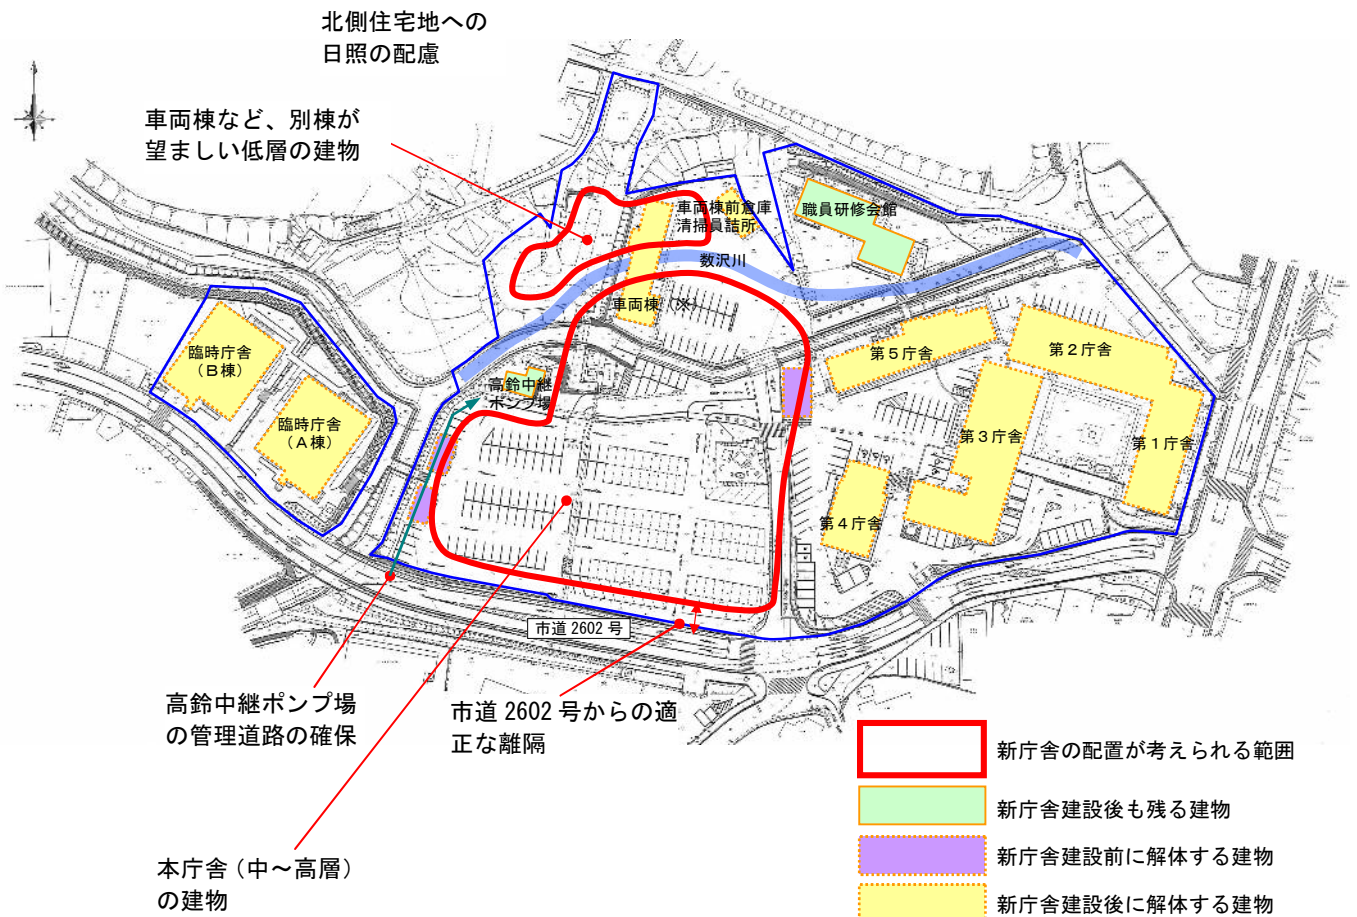 北側住宅地への
日照の配慮
車両棟など、別棟が
望ましい低層の建物
車両棟前倉庫
清掃員詰所
職員研修会館
数沢川
車両棟（※）
臨時庁舎
（B棟）
臨時庁舎
（A棟）
高鈴中継
ポンプ場
第５庁舎
第２庁舎
第３庁舎
第１庁舎
第４庁舎
市道 2602 号
高鈴中継ポンプ場
の管理道路の確保
市道 2602 号からの適
正な離隔
本庁舎（中～高層）
の建物
新庁舎の配置が考えられる範囲
新庁舎建設後も残る建物
新庁舎建設前に解体する建物
新庁舎建設後に解体する建物